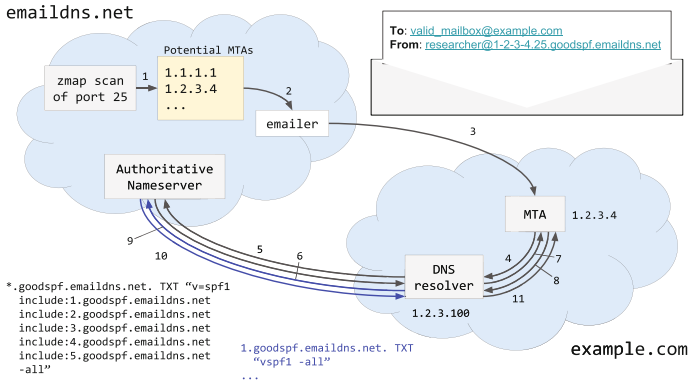 emaildns.net
Potential MTAs
zmap scan
of port 25
1
1.1.1.1
1.2.3.4
...
2
emailer
To: valid_mailbox@example.com
From: researcher@1-2-3-4.25.goodspf.emaildns.net
3
Authoritative
Nameserver
MTA
1.2.3.4
9
10
5
6
4
7
8
11
DNS
resolver
1.2.3.100
*.goodspf.emaildns.net. TXT “v=spf1
include:1.goodspf.emaildns.net
include:2.goodspf.emaildns.net
include:3.goodspf.emaildns.net
include:4.goodspf.emaildns.net
include:5.goodspf.emaildns.net
-all”
1.goodspf.emaildns.net. TXT
“vspf1 -all”
...
example.com